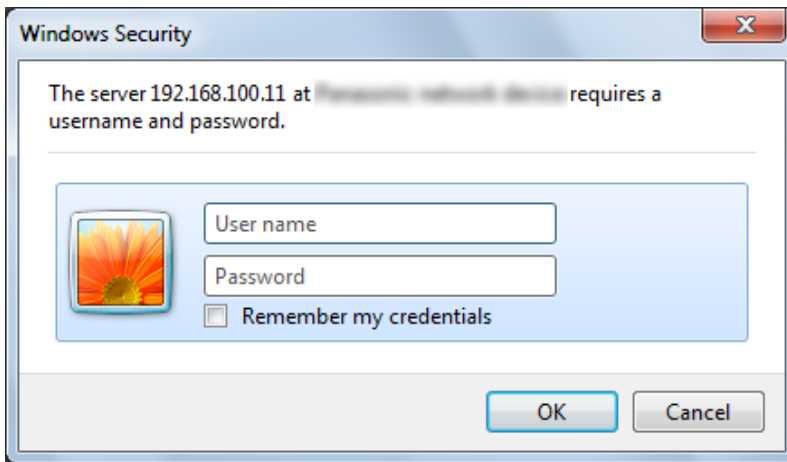 Windows Security
The server 192.168.100.11 at requires a
username and password.
User name
Password
Remember my credentials
OK
Cancel